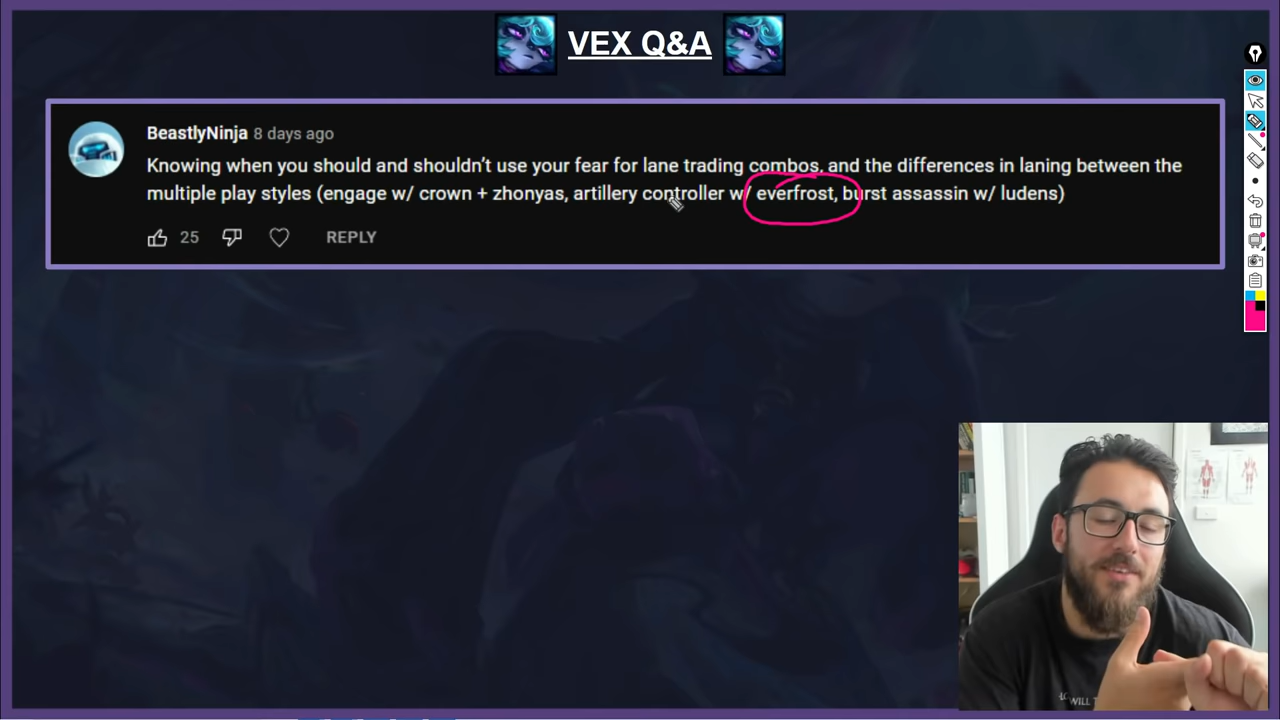 VEX Q&A
BeastlyNinja 8 days ago
Knowing when you should and shouldn't use your fear for lane trading combos, and the differences in laning between the
multiple play styles (engage w/ crown + zhonyas, artillery controller w/ everfrost, burst assassin w/ ludens)
25 REPLY
WILL